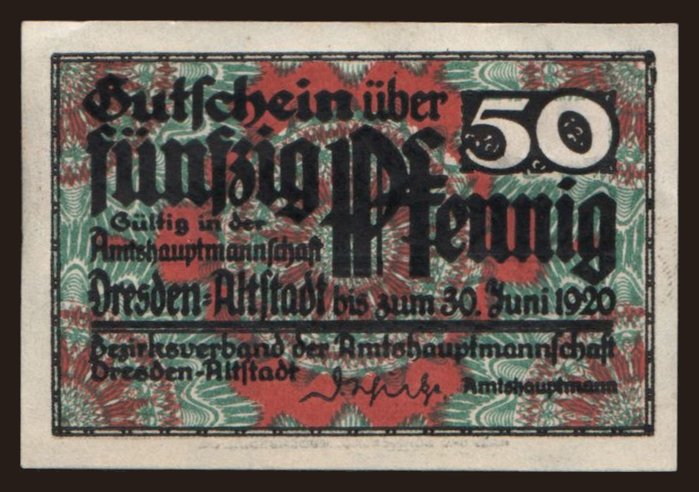 Gutschein über 50
fünfzig Pfennig
Gültig in der
Amtshauptmannschaft
Dresden=Altstadt bis zum 30. Juni 1920
Bezirksverband der Amtshauptmannschaft
Dresden=Altstadt
Amtshauptmann